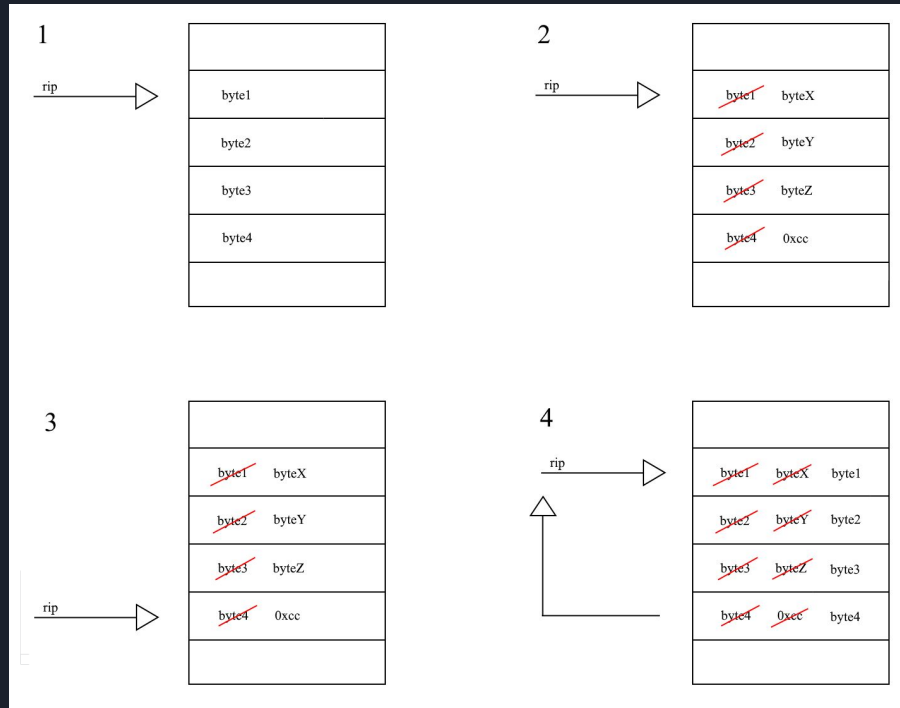 1
rip
byte1
byte2
byte3
byte4
2
rip
byte1 byteX
byte2 byteY
byte3 byteZ
byte4 0xcc
3
byte1 byteX
byte2 byteY
byte3 byteZ
rip
byte4 0xcc
4
rip
byte1 byteX byte1
byte2 byteY byte2
byte3 byteZ byte3
byte4 0xcc byte4